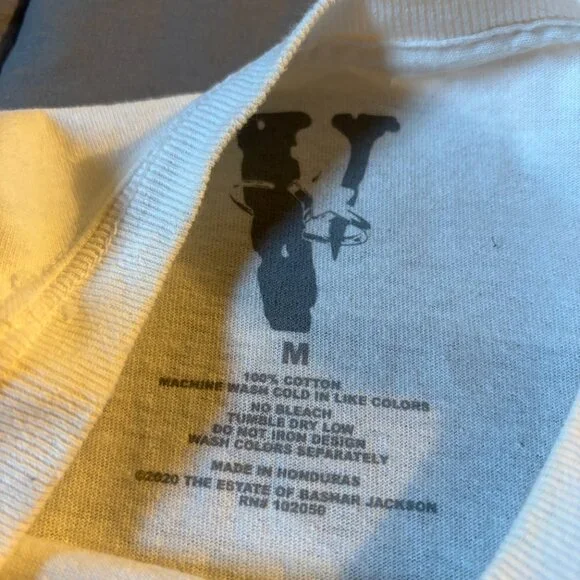 V
M
100% COTTON
MACHINE WASH COLD IN LIKE COLORS
NO BLEACH
TUMBLE DRY LOW
DO NOT IRON DESIGN
WASH COLORS SEPARATELY
MADE IN HONDURAS
©2020 THE ESTATE OF BASHAR JACKSON
RN# 102050